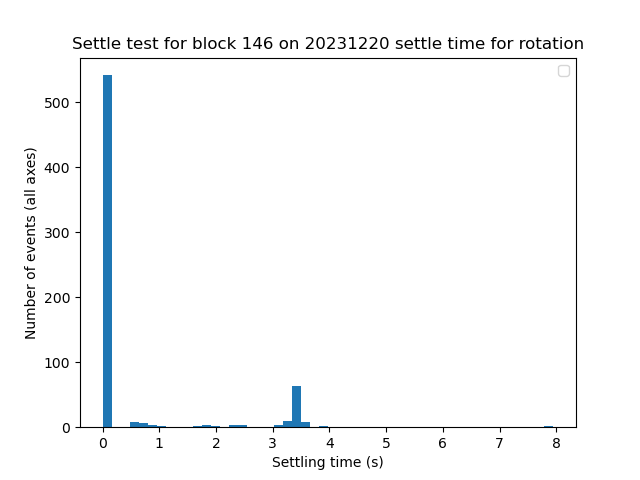 Settle test for block 146 on 20231220 settle time for rotation
500
400
300
200
100
0
Number of events (all axes)
0 1 2 3 4 5 6 7 8
Settling time (s)